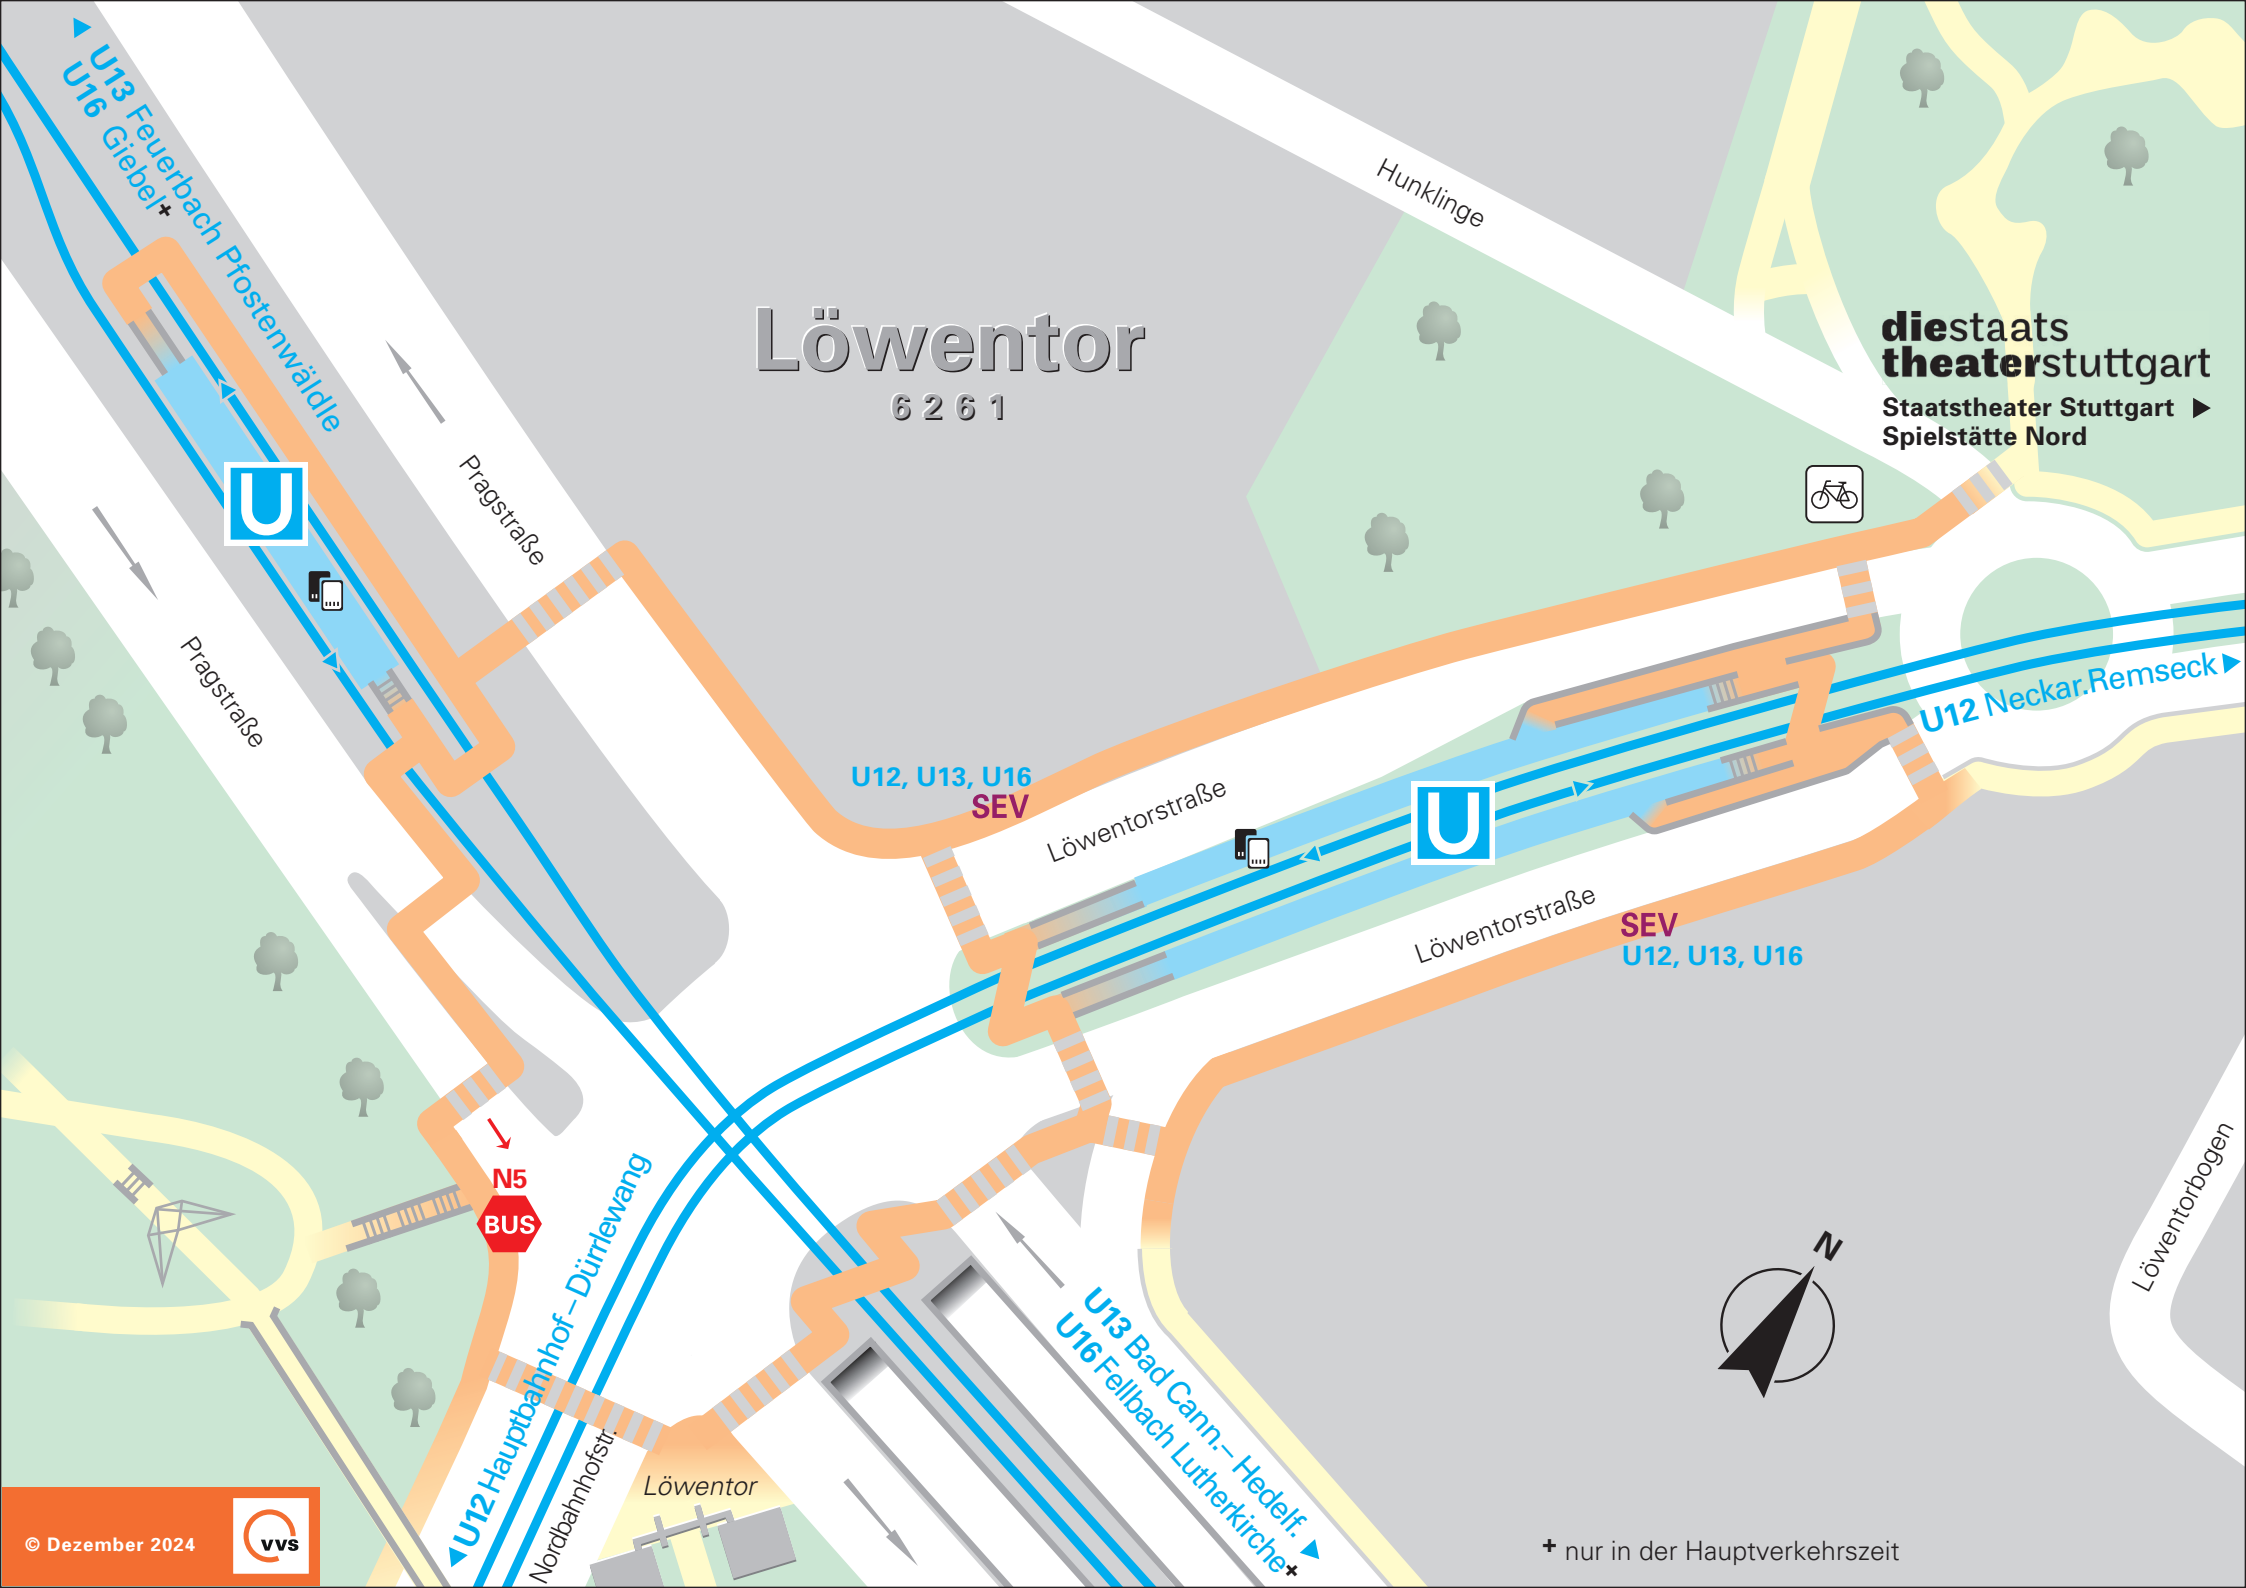 U13 Feuerbach Pfostenwäldle
U16 Giebel+
Hunklinge
Löwentor
6261
diestaats
theaterstuttgart
Staatstheater Stuttgart
Spielstätte Nord
Pragstraße
Pragstraße
U
U12 Neckar.Remseck
U12, U13, U16
SEV
Löwentorstraße
U
Löwentorstraße
SEV
U12, U13, U16
N5
BUS
U12 Hauptbahnhof – Dürrlewang
Nordbahnhofstr.
Löwentor
U13 Bad Cann. – Hedelf.
U16 Fellbach Lutherkirche+
Löwentorbogen
N
© Dezember 2024
vvs
+ nur in der Hauptverkehrszeit